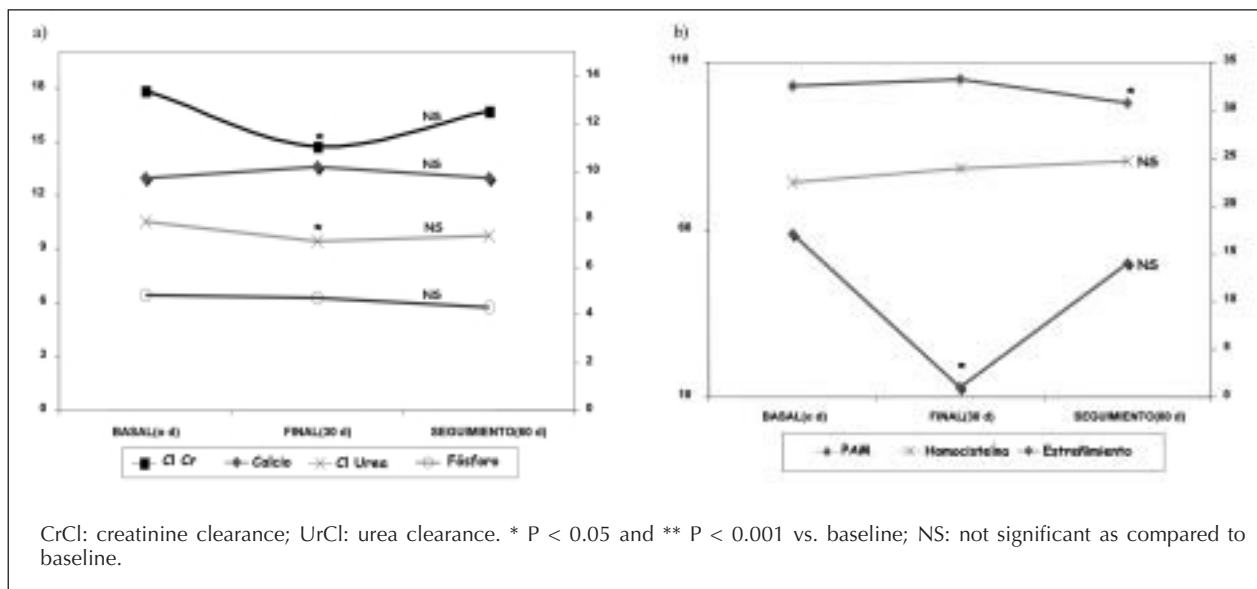 a)
b)
18
15
12
9
6
3
0
14
12
10
8
6
4
2
0
NS
*
NS
*
NS
NS
BASAL(o d) FINAL(30 d) SEGUIMIENTO(60 d)
Cl Cr Calcio Cl Urea Fósforo
110
60
10
35
30
25
20
15
10
5
0
*
NS
NS
*
BASAL(o d) FINAL(30 d) SEGUIMIENTO(60 d)
PAM Homocisteína Estreñimiento
CrCl: creatinine clearance; UrCl: urea clearance. * P < 0.05 and ** P < 0.001 vs. baseline; NS: not significant as compared to
baseline.